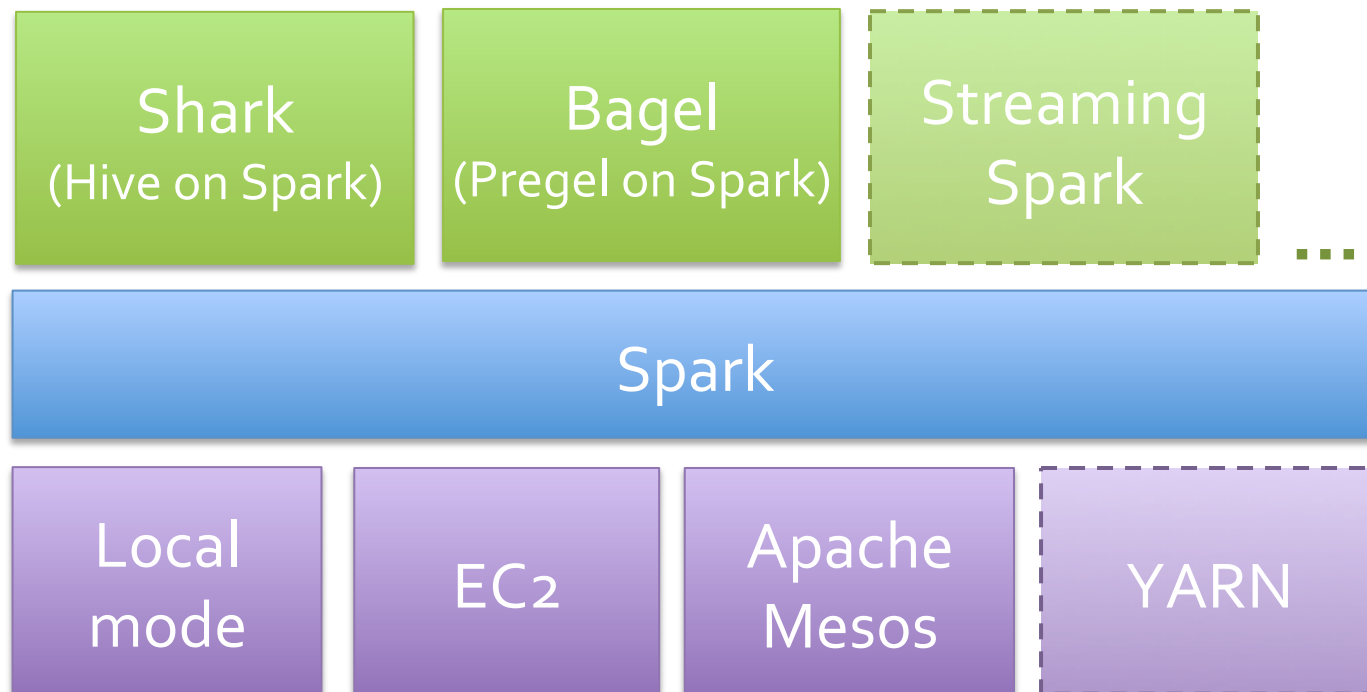 Shark
(Hive on Spark)
Bagel
(Pregel on Spark)
Streaming
Spark
...
Spark
Local
mode
EC2
Apache
Mesos
YARN